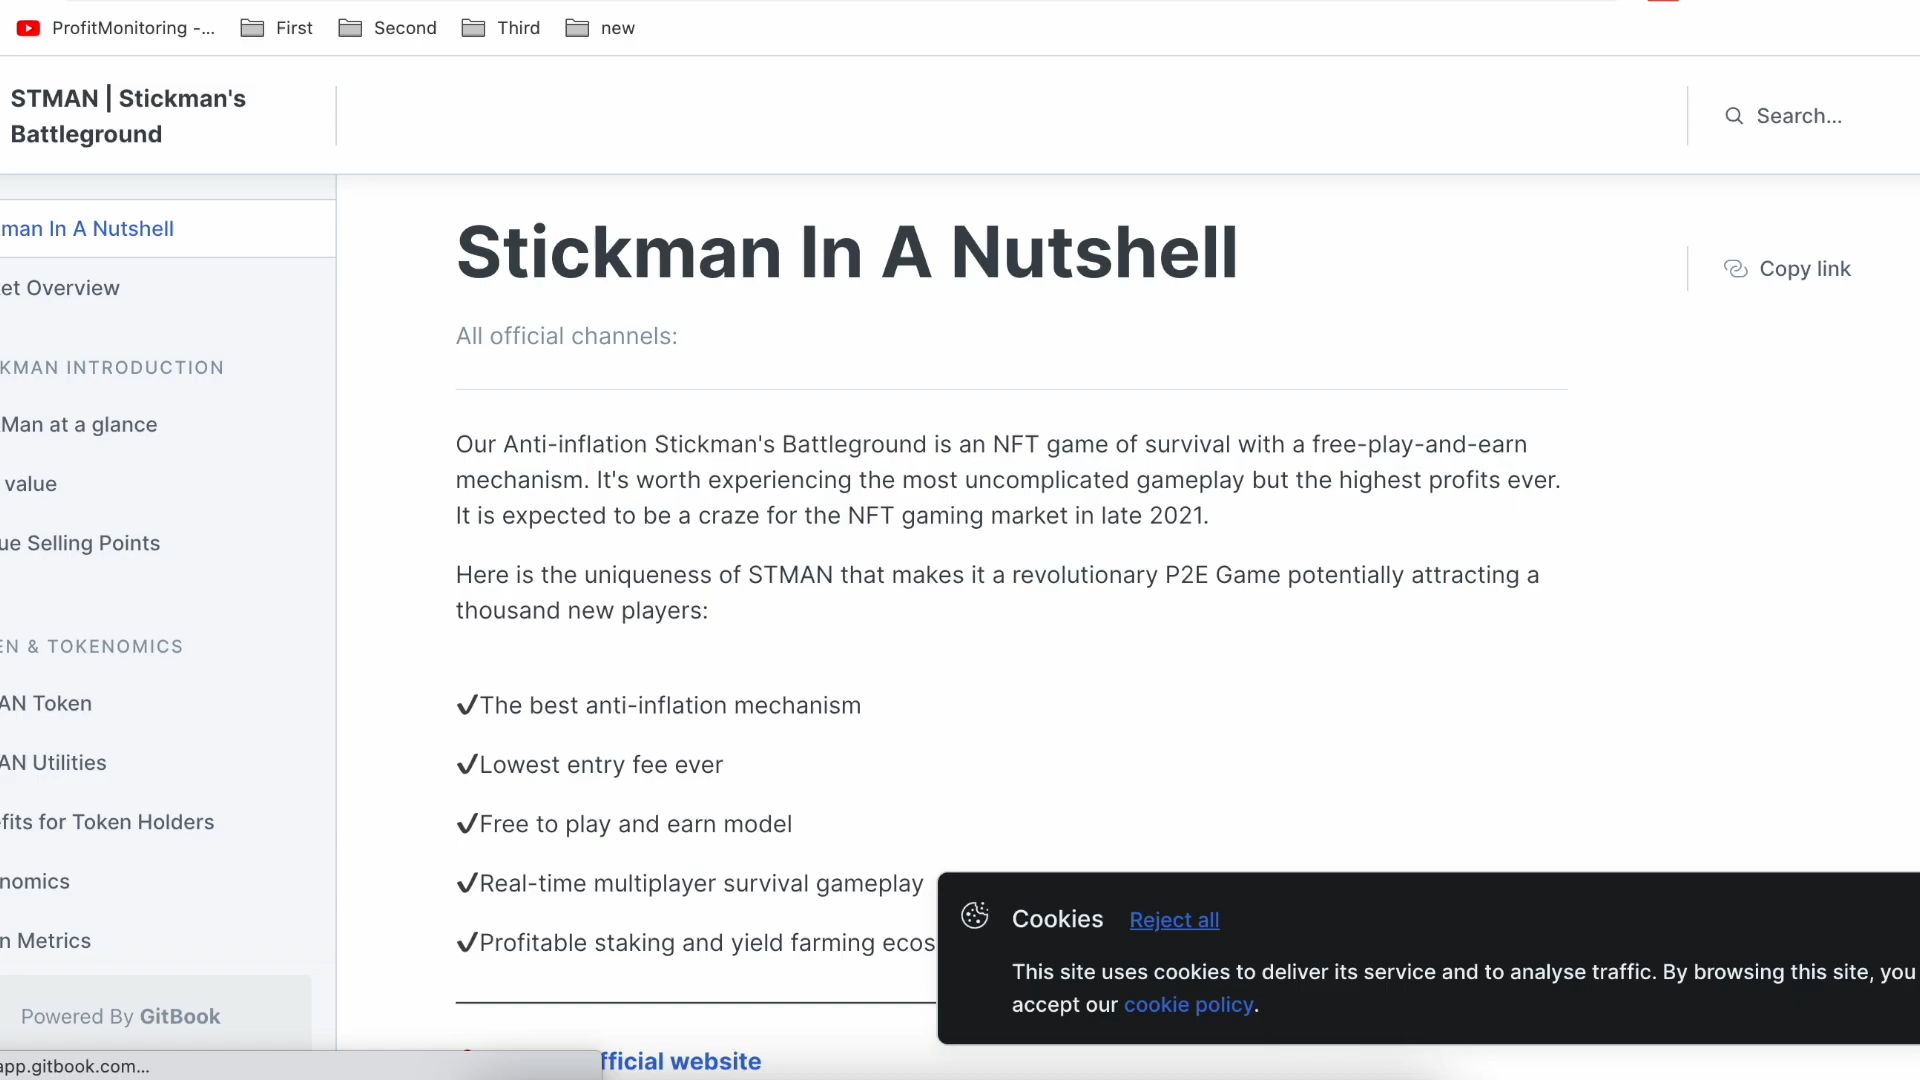 ProfitMonitoring -...
First
Second
Third
new
STMAN | Stickman's
Battleground
Search...
man In A Nutshell
et Overview
KMAN INTRODUCTION
Man at a glance
value
ue Selling Points
EN & TOKENOMICS
AN Token
AN Utilities
fits for Token Holders
nomics
n Metrics
Powered By GitBook
app.gitbook.com...
Stickman In A Nutshell
Copy link
All official channels:
Our Anti-inflation Stickman's Battleground is an NFT game of survival with a free-play-and-earn
mechanism. It's worth experiencing the most uncomplicated gameplay but the highest profits ever.
It is expected to be a craze for the NFT gaming market in late 2021.
Here is the uniqueness of STMAN that makes it a revolutionary P2E Game potentially attracting a
thousand new players:
✔The best anti-inflation mechanism
✔Lowest entry fee ever
✔Free to play and earn model
✔Real-time multiplayer survival gameplay
✔Profitable staking and yield farming ecos
fficial website
Cookies Reject all
This site uses cookies to deliver its service and to analyse traffic. By browsing this site, you
accept our cookie policy.